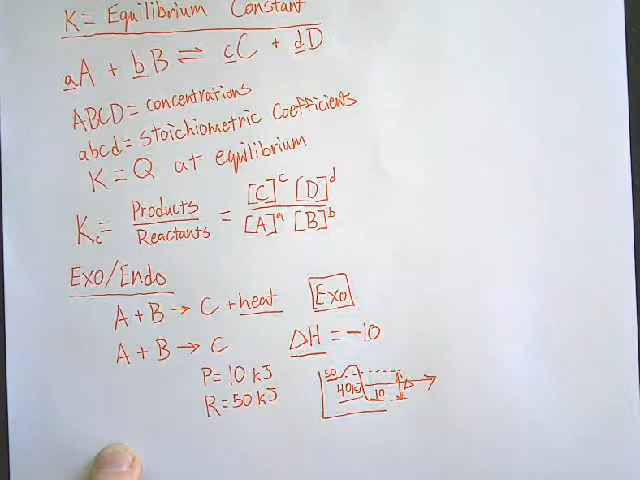 K = Equilibrium Constant
aA + bB ⇌ cC + dD
ABCD = concentrations
abcd = stoichiometric coefficients
K = Q at equilibrium
Kc = Products / Reactants = [C]^c [D]^d / [A]^a [B]^b
Exo/Endo
A + B → C + heat Exo
A + B → C ΔH = -10
P = 10 kJ
R = 50 kJ
50
40kJ 10